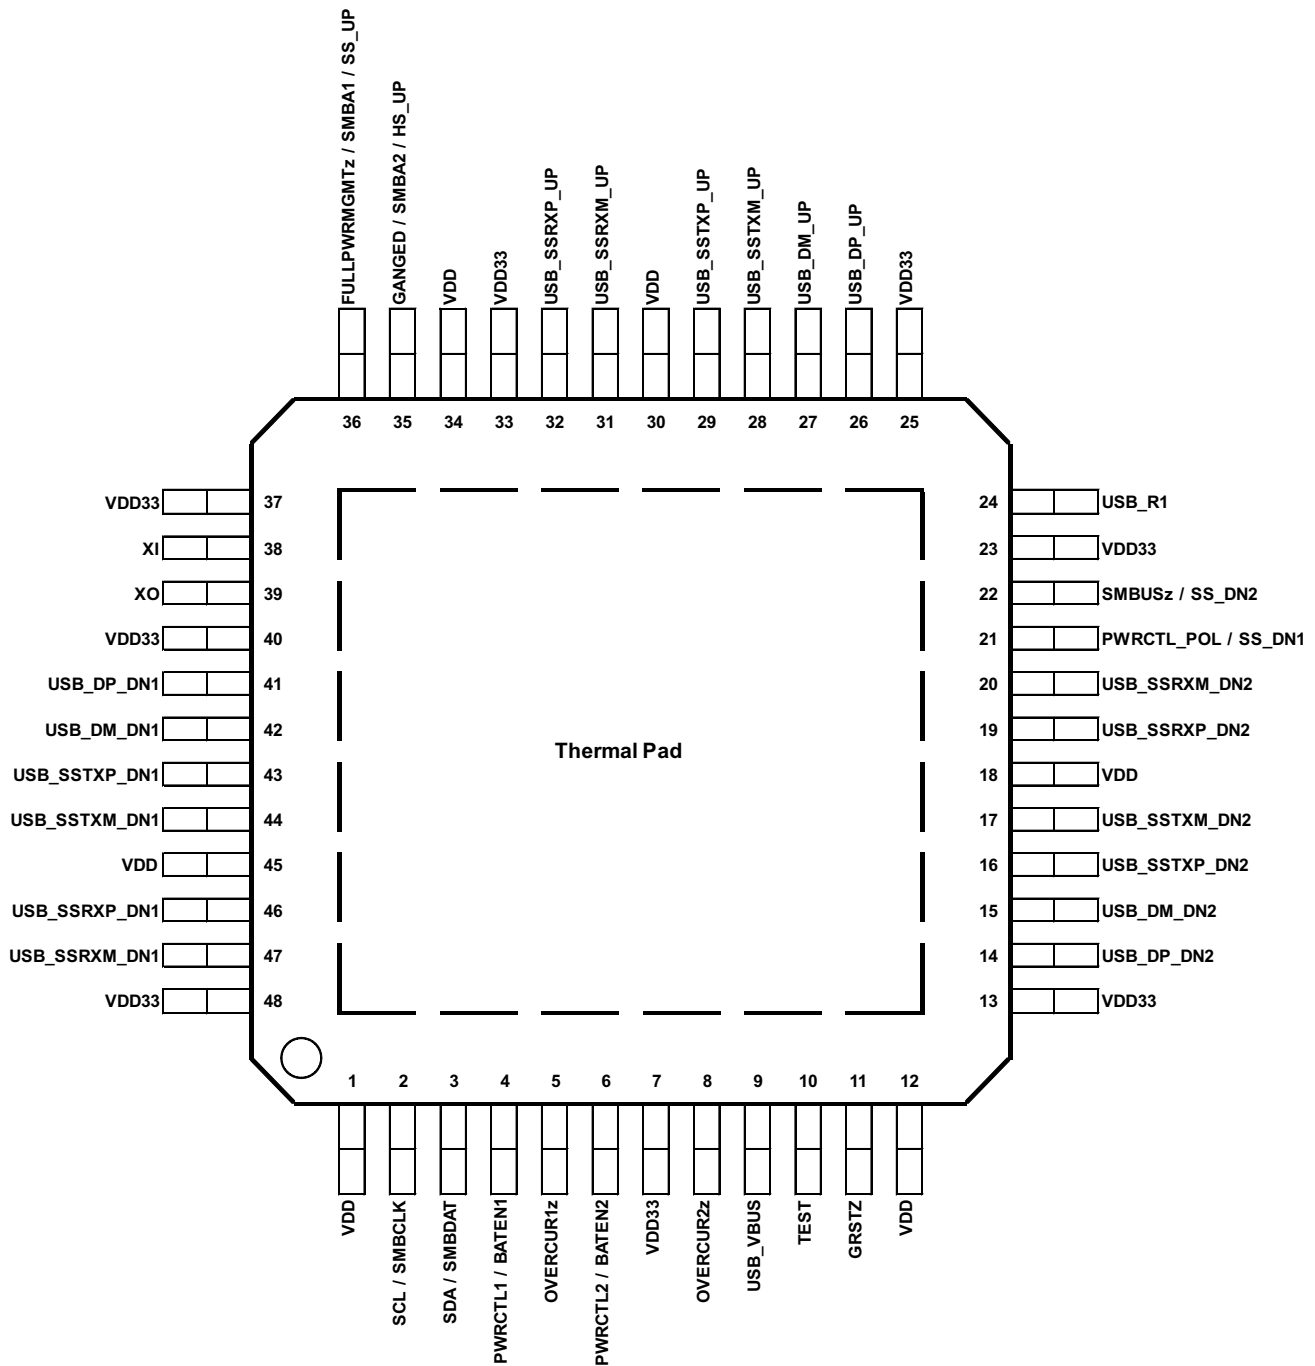 FULLPWRMGMTz / SMBA1 / SS_UP
GANGED / SMBA2 / HS_UP
VDD
VDD33
USB_SSRXP_UP
USB_SSRXM_UP
VDD
USB_SSTXP_UP
USB_SSTXM_UP
USB_DM_UP
USB_DP_UP
VDD33
36 35 34 33 32 31 30 29 28 27 26 25
VDD33 37
XI 38
XO 39
VDD33 40
USB_DP_DN1 41
USB_DM_DN1 42
USB_SSTXP_DN1 43
USB_SSTXM_DN1 44
VDD 45
USB_SSRXP_DN1 46
USB_SSRXM_DN1 47
VDD33 48
Thermal Pad
24 USB_R1
23 VDD33
22 SMBUSz / SS_DN2
21 PWRCTL_POL / SS_DN1
20 USB_SSRXM_DN2
19 USB_SSRXP_DN2
18 VDD
17 USB_SSTXM_DN2
16 USB_SSTXP_DN2
15 USB_DM_DN2
14 USB_DP_DN2
13 VDD33
1 2 3 4 5 6 7 8 9 10 11 12
VDD
SCL / SMBCLK
SDA / SMBDAT
PWRCTL1 / BATEN1
OVERCUR1z
PWRCTL2 / BATEN2
VDD33
OVERCUR2z
USB_VBUS
TEST
GRSTZ
VDD